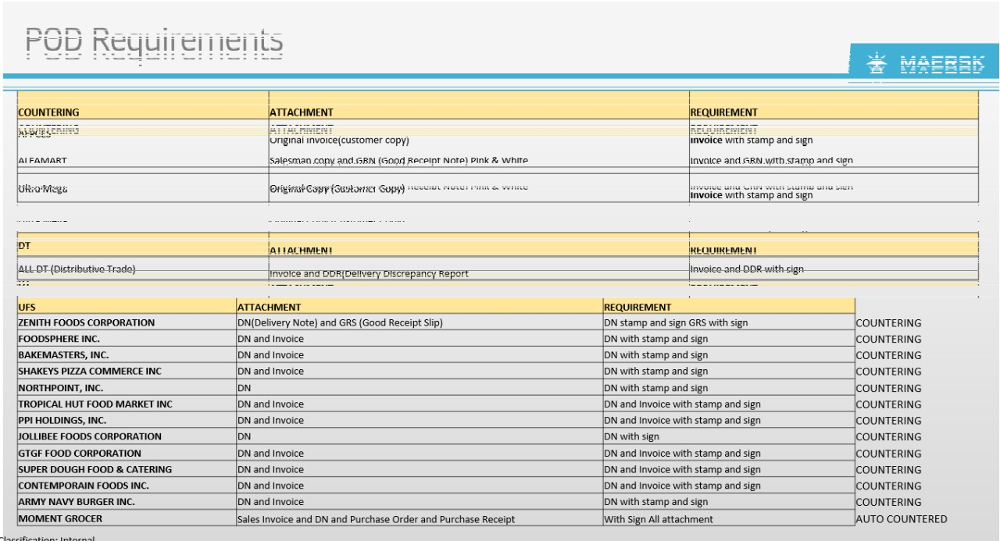 POD Requirements
MAERSK
COUNTERING ATTACHMENT REQUIREMENT
Original Invoice(customer copy) Invoice with stamp and sign
ALFAMART Salesman copy and GRN (Good Receipt Note) Pink & White Invoice and GRN with stamp and sign
Ultra Mega Original Copy (Customer Copy) Invoice with stamp and sign
DT ATTACHMENT REQUIREMENT
ALL DT (Distributive Trade) Invoice and DDR(Delivery Discrepancy Report Invoice and DDR with sign
UFS ATTACHMENT REQUIREMENT
ZENITH FOODS CORPORATION DN(Delivery Note) and GRS (Good Receipt Slip) DN stamp and sign GRS with sign COUNTERING
FOODSPHERE INC. DN and Invoice DN with stamp and sign COUNTERING
BAKEMASTERS, INC. DN and Invoice DN with stamp and sign COUNTERING
SHAKEYS PIZZA COMMERCE INC DN and Invoice DN with stamp and sign COUNTERING
NORTHPOINT, INC. DN DN with stamp and sign COUNTERING
TROPICAL HUT FOOD MARKET INC DN and Invoice DN and Invoice with stamp and sign COUNTERING
PPI HOLDINGS, INC. DN and Invoice DN and Invoice with stamp and sign COUNTERING
JOLLIBEE FOODS CORPORATION DN DN with sign COUNTERING
GTGF FOOD CORPORATION DN and Invoice DN and Invoice with stamp and sign COUNTERING
SUPER DOUGH FOOD & CATERING DN and Invoice DN and Invoice with stamp and sign COUNTERING
CONTEMPORAIN FOODS INC. DN and Invoice DN and Invoice with stamp and sign COUNTERING
ARMY NAVY BURGER INC. DN and Invoice DN with stamp and sign COUNTERING
MOMENT GROCER Sales Invoice and DN and Purchase Order and Purchase Receipt With Sign All attachment AUTO COUNTERED
Classification: Internal